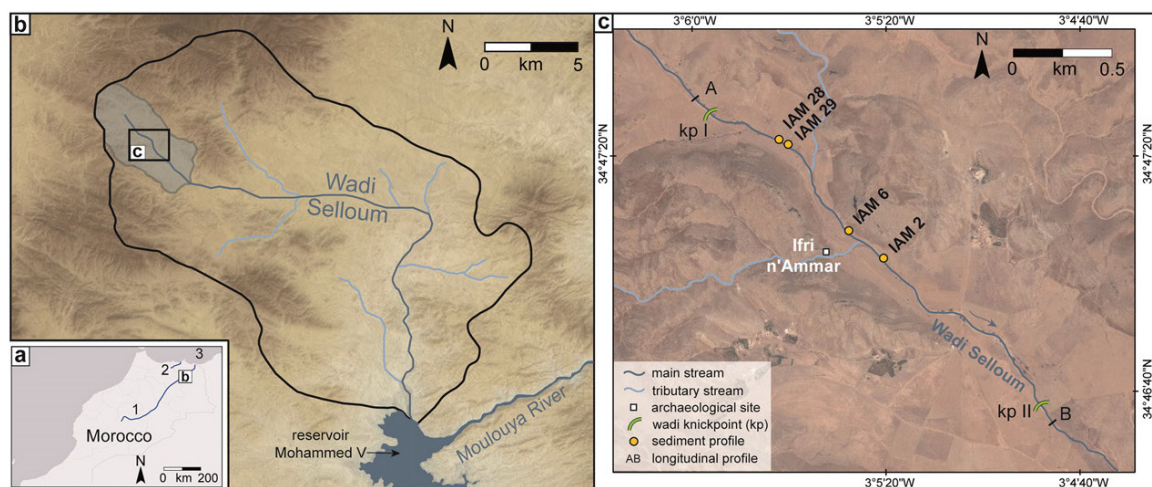 b
N
0 km 5
c
Wadi
Selloum
reservoir
Mohammed V
Moulouya River
a
3
2
b
1
Morocco
N
0 km 200
c
3°6'0"W
3°5'20"W
3°4'40"W
N
0 km 0.5
A
kp I
IAM 28
IAM 29
34°47'20"N
34°47'20"N
IAM 6
IAM 2
Ifri
n'Ammar
Wadi Selloum
34°46'40"N
34°46'40"N
kp II
B
main stream
tributary stream
archaeological site
wadi knickpoint (kp)
sediment profile
AB longitudinal profile
3°5'20"W
3°4'40"W